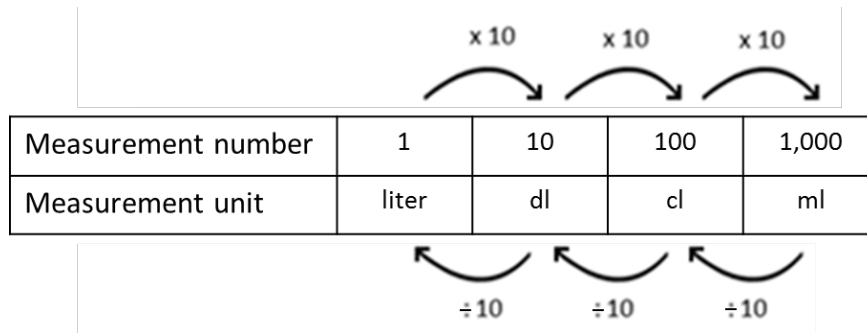 x 10 x 10 x 10
Measurement number 1 10 100 1,000
Measurement unit liter dl cl ml
÷10 ÷10 ÷10